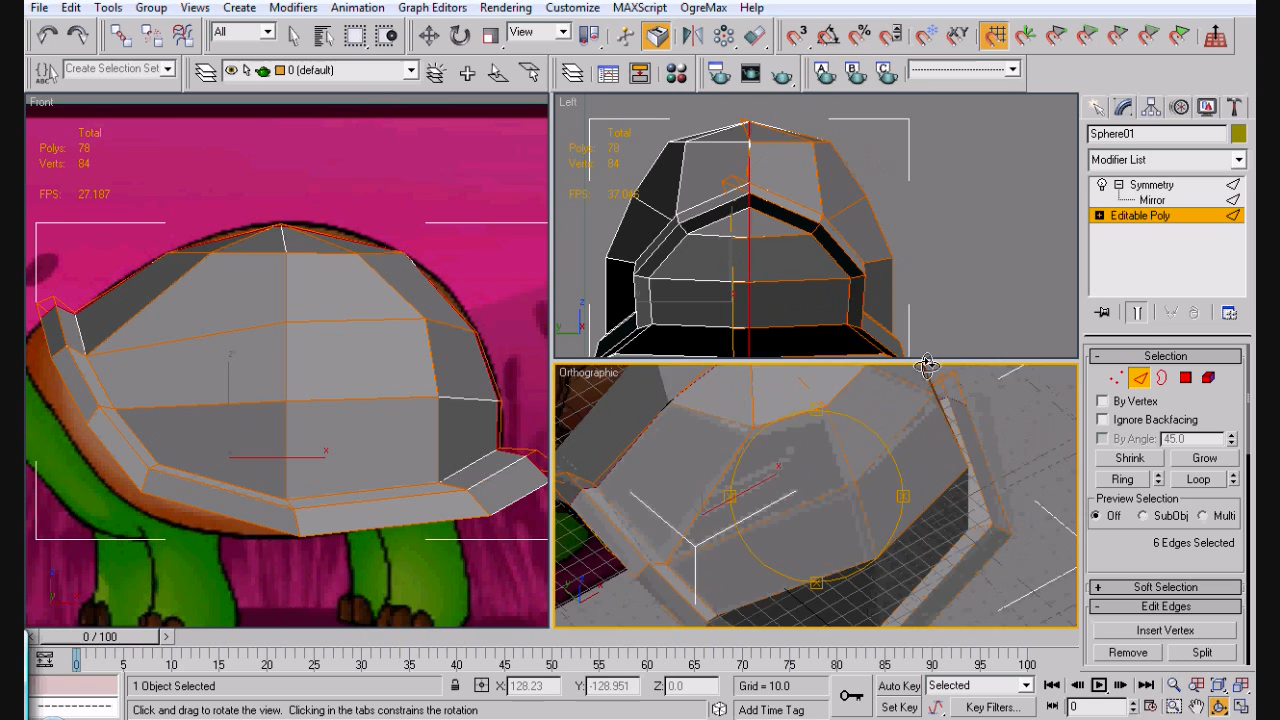 File Edit Tools Group Views Create Modifiers Animation Graph Editors Rendering Customize MAXScript OgreMax Help
All View
Create Selection Set 0 (default)
Front
Total
Polys: 78
Verts: 84
FPS: 27.187
Left
Total
Polys: 78
Verts: 84
FPS:
Orthographic
Sphere01
Modifier List
Symmetry
Mirror
Editable Poly
Selection
By Vertex
Ignore Backfacing
By Angle: 45.0
Shrink Grow
Ring Loop
Preview Selection
Off SubObj Multi
6 Edges Selected
Soft Selection
Edit Edges
Insert Vertex
Remove Split
0 / 100
0 5 10 15 20 25 30 35 40 45 50 55 60 65 70 75 80 85 90 95 100
1 Object Selected X: 128.23 Y: -128.951 Z: 0.0 Grid = 10.0 Auto Key Selected
Click and drag to rotate the view. Clicking in the tabs constrains the rotation Add Time Tag Set Key Key Filters... 0